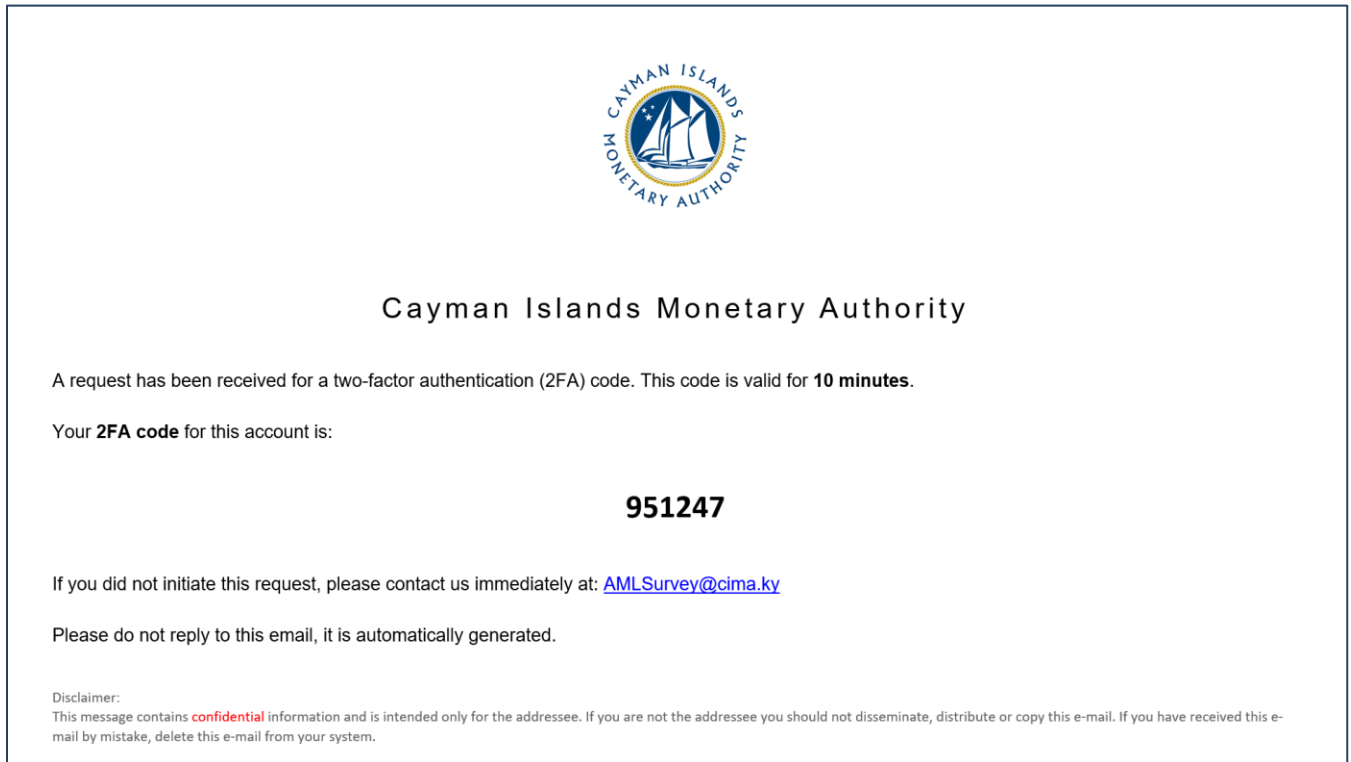 CAYMAN ISLANDS
MONETARY AUTHORITY
Cayman Islands Monetary Authority
A request has been received for a two-factor authentication (2FA) code. This code is valid for 10 minutes.
Your 2FA code for this account is:
951247
If you did not initiate this request, please contact us immediately at: AMLSurvey@cima.ky
Please do not reply to this email, it is automatically generated.
Disclaimer:
This message contains confidential information and is intended only for the addressee. If you are not the addressee you should not disseminate, distribute or copy this e-mail. If you have received this e-
mail by mistake, delete this e-mail from your system.